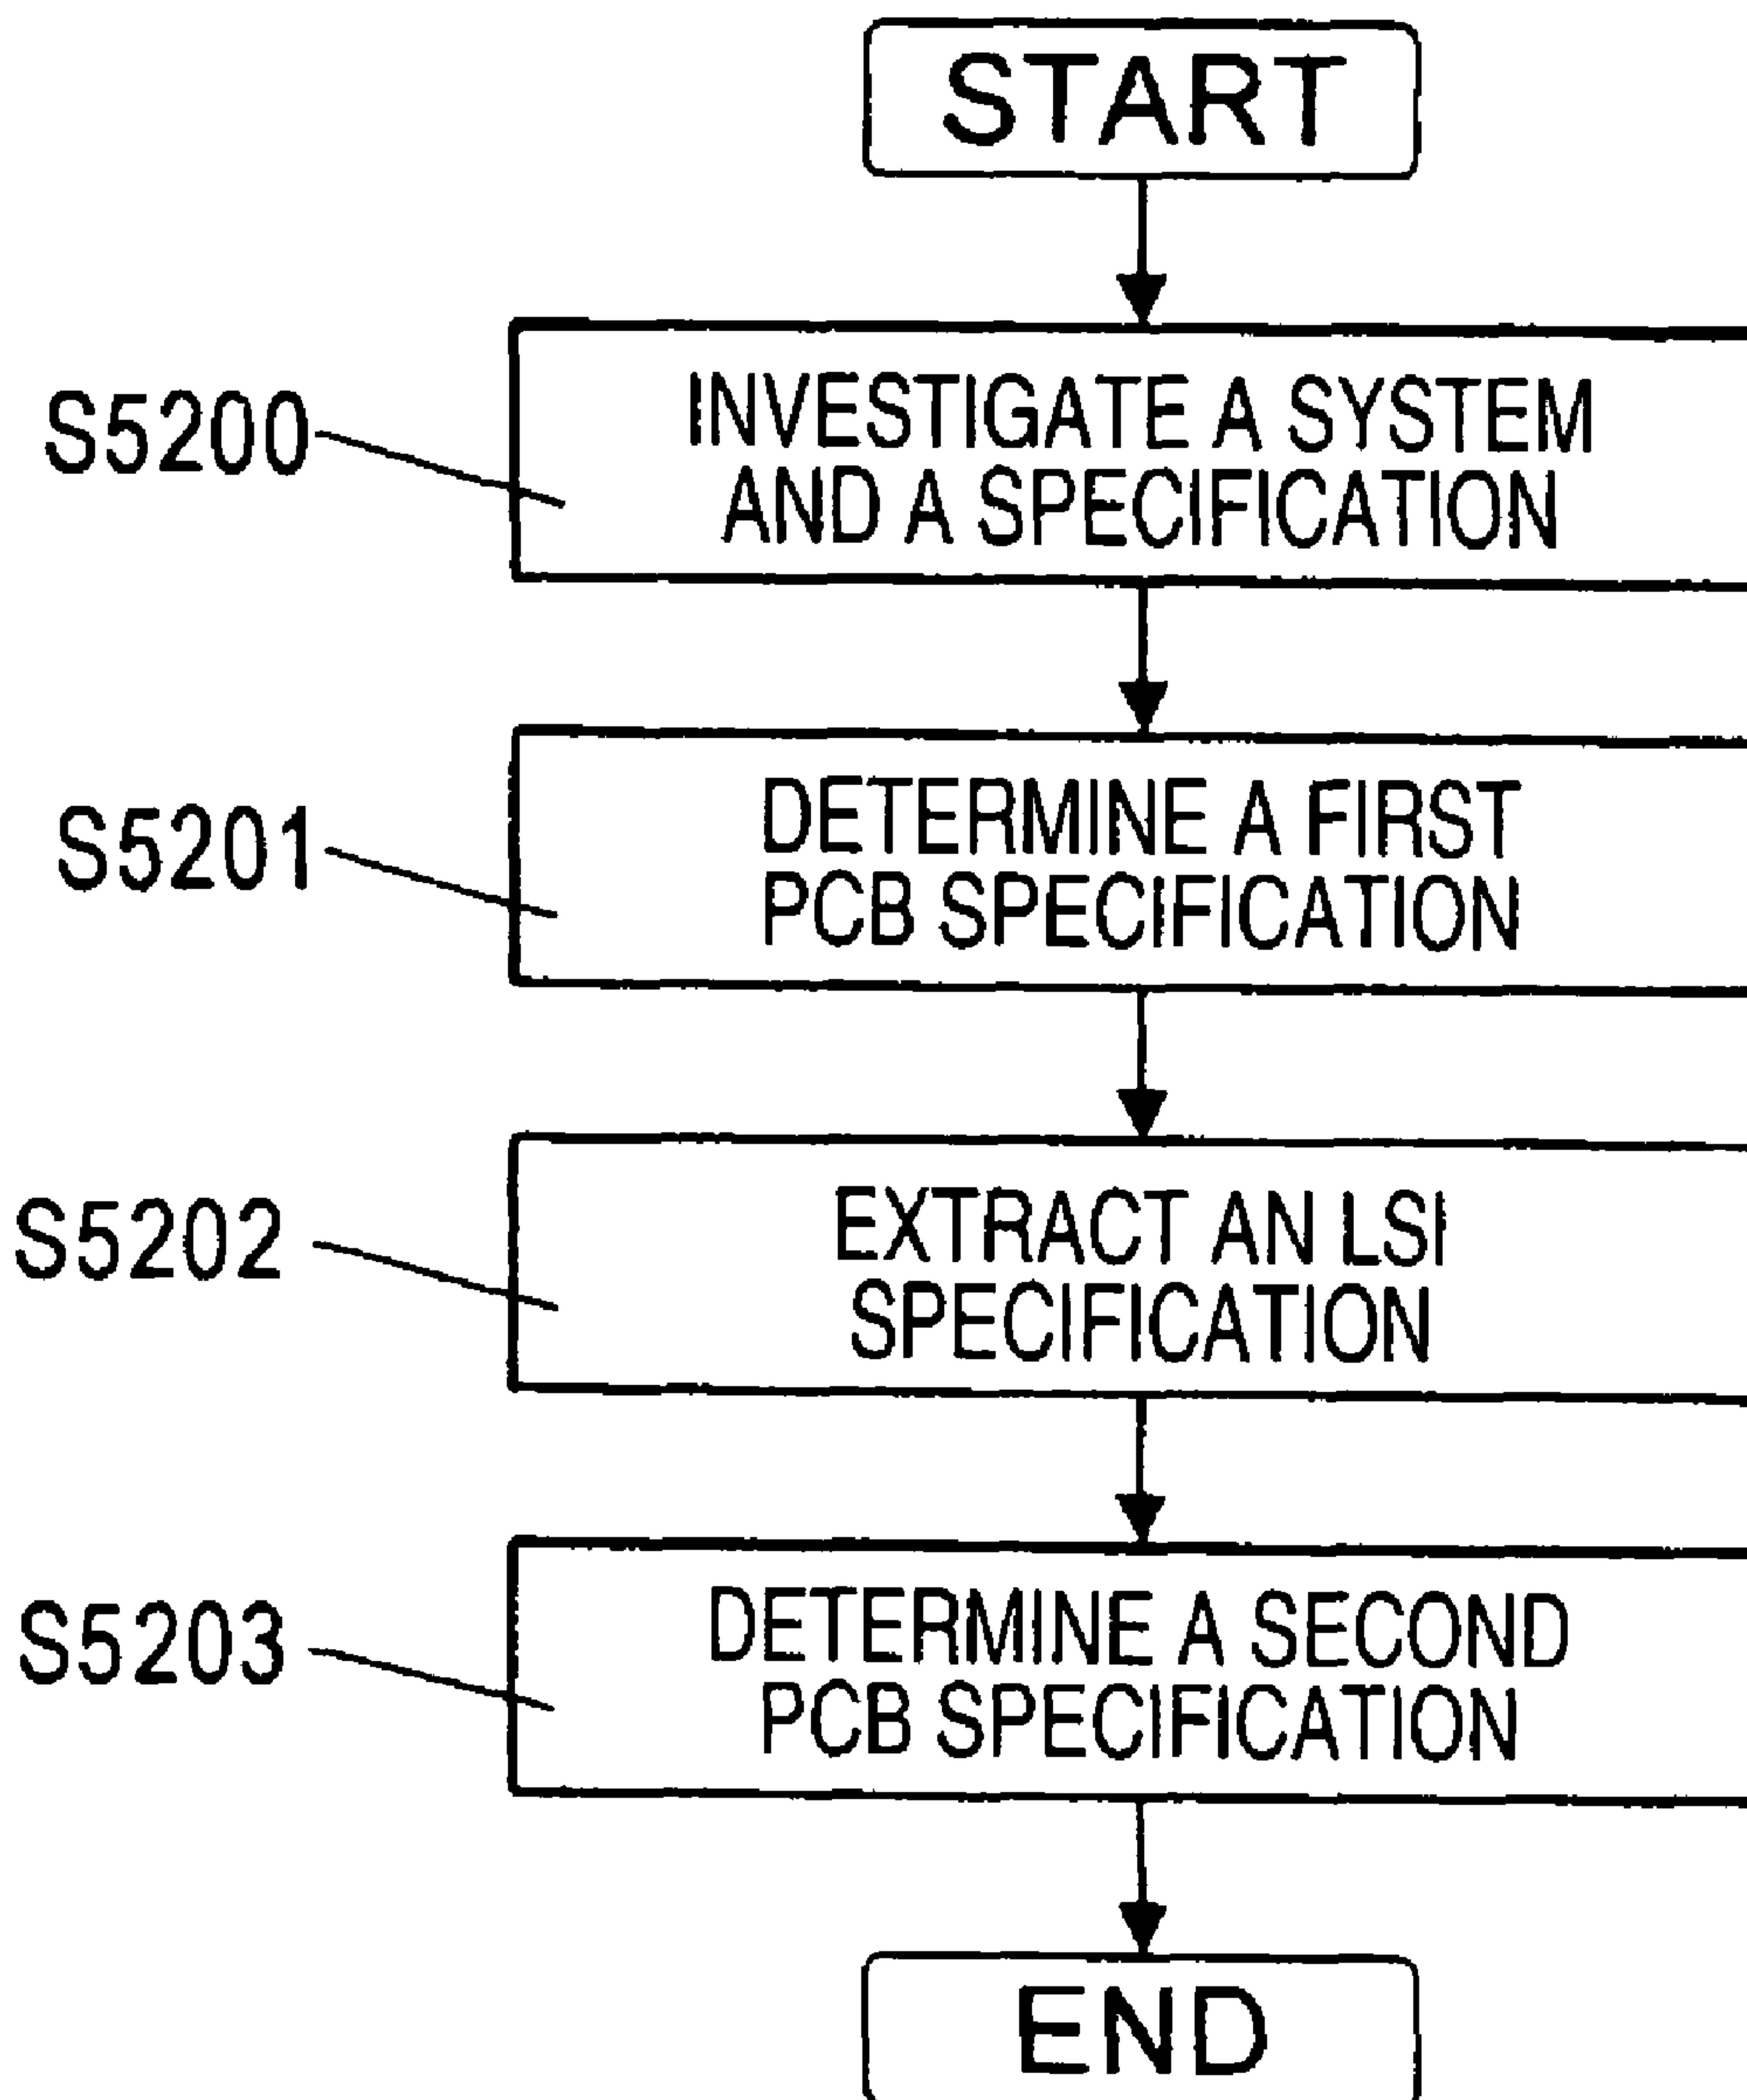 START
S5200
INVESTIGATE A SYSTEM
AND A SPECIFICATION
S5201
DETERMINE A FIRST
PCB SPECIFICATION
S5202
EXTRACT AN LSI
SPECIFICATION
S5203
DETERMINE A SECOND
PCB SPECIFICATION
END